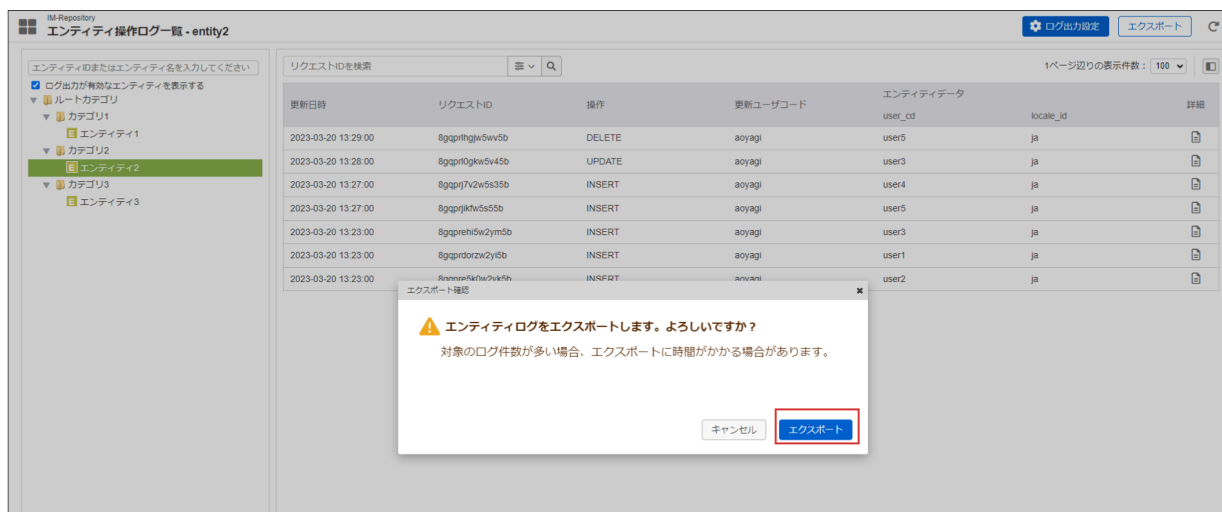 IM-Repository
エンティティ操作ログ一覧 - entity2
ログ出力設定
エクスポート
エンティティIDまたはエンティティ名を入力してください
ログ出力が有効なエンティティを表示する
ルートカテゴリ
カテゴリ1
エンティティ1
カテゴリ2
エンティティ2
カテゴリ3
エンティティ3
リクエストIDを検索
1ページ辺りの表示件数: 100
更新日時 リクエストID 操作 更新ユーザコード エンティティデータ 詳細
user_cd locale_id
2023-03-20 13:29:00 8gqprlhgjw5wv5b DELETE aoyagi user5 ja
2023-03-20 13:28:00 8gqprl0gkw5v45b UPDATE aoyagi user3 ja
2023-03-20 13:27:00 8gqprj7v2w5s35b INSERT aoyagi user4 ja
2023-03-20 13:27:00 8gqprjikfw5s55b INSERT aoyagi user5 ja
2023-03-20 13:23:00 8gqprehi5w2ym5b INSERT aoyagi user3 ja
2023-03-20 13:23:00 8gqprdorzw2yi5b INSERT aoyagi user1 ja
2023-03-20 13:23:00 8gqpre5k0w2yk5b INSERT aoyagi user2 ja
エクスポート確認
エンティティログをエクスポートします。よろしいですか?
対象のログ件数が多い場合、エクスポートに時間がかかる場合があります。
キャンセル
エクスポート